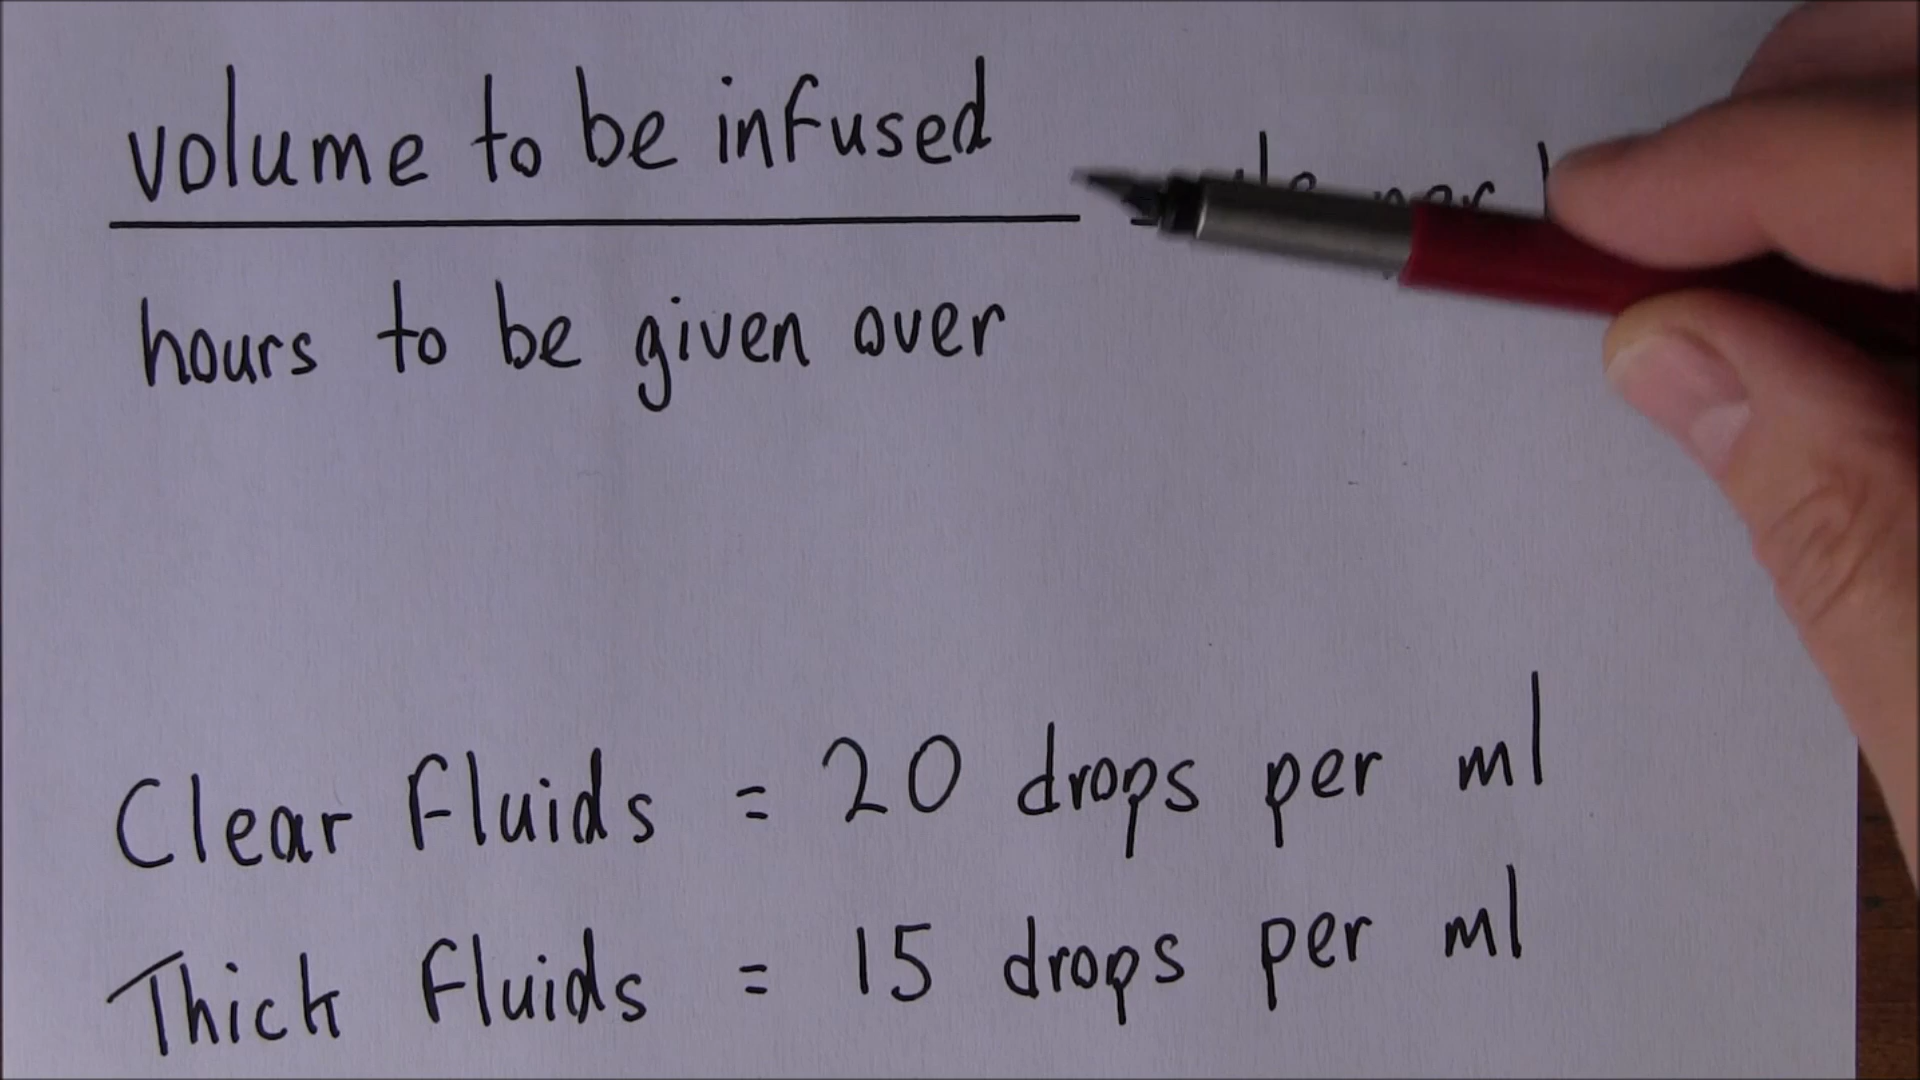 volume to be infused
per
hours to be given over
Clear Fluids = 20 drops per ml
Thick Fluids = 15 drops per ml